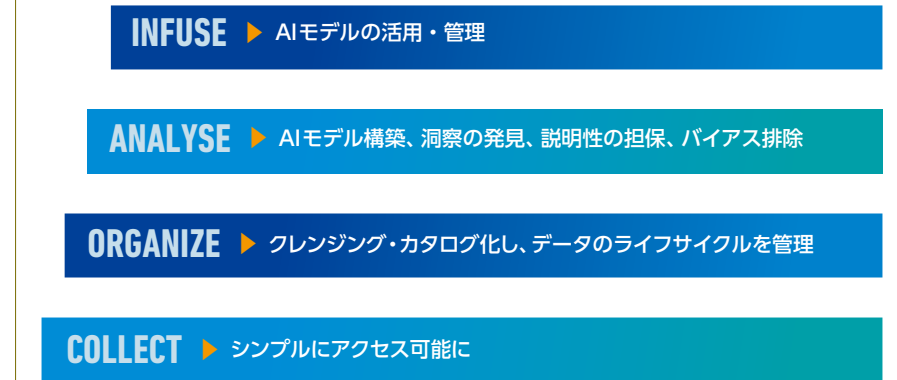 INFUSE ▶ AIモデルの活用・管理
ANALYSE ▶ AIモデル構築、洞察の発見、説明性の担保、バイアス排除
ORGANIZE ▶ クレンジング・カタログ化し、データのライフサイクルを管理
COLLECT ▶ シンプルにアクセス可能に